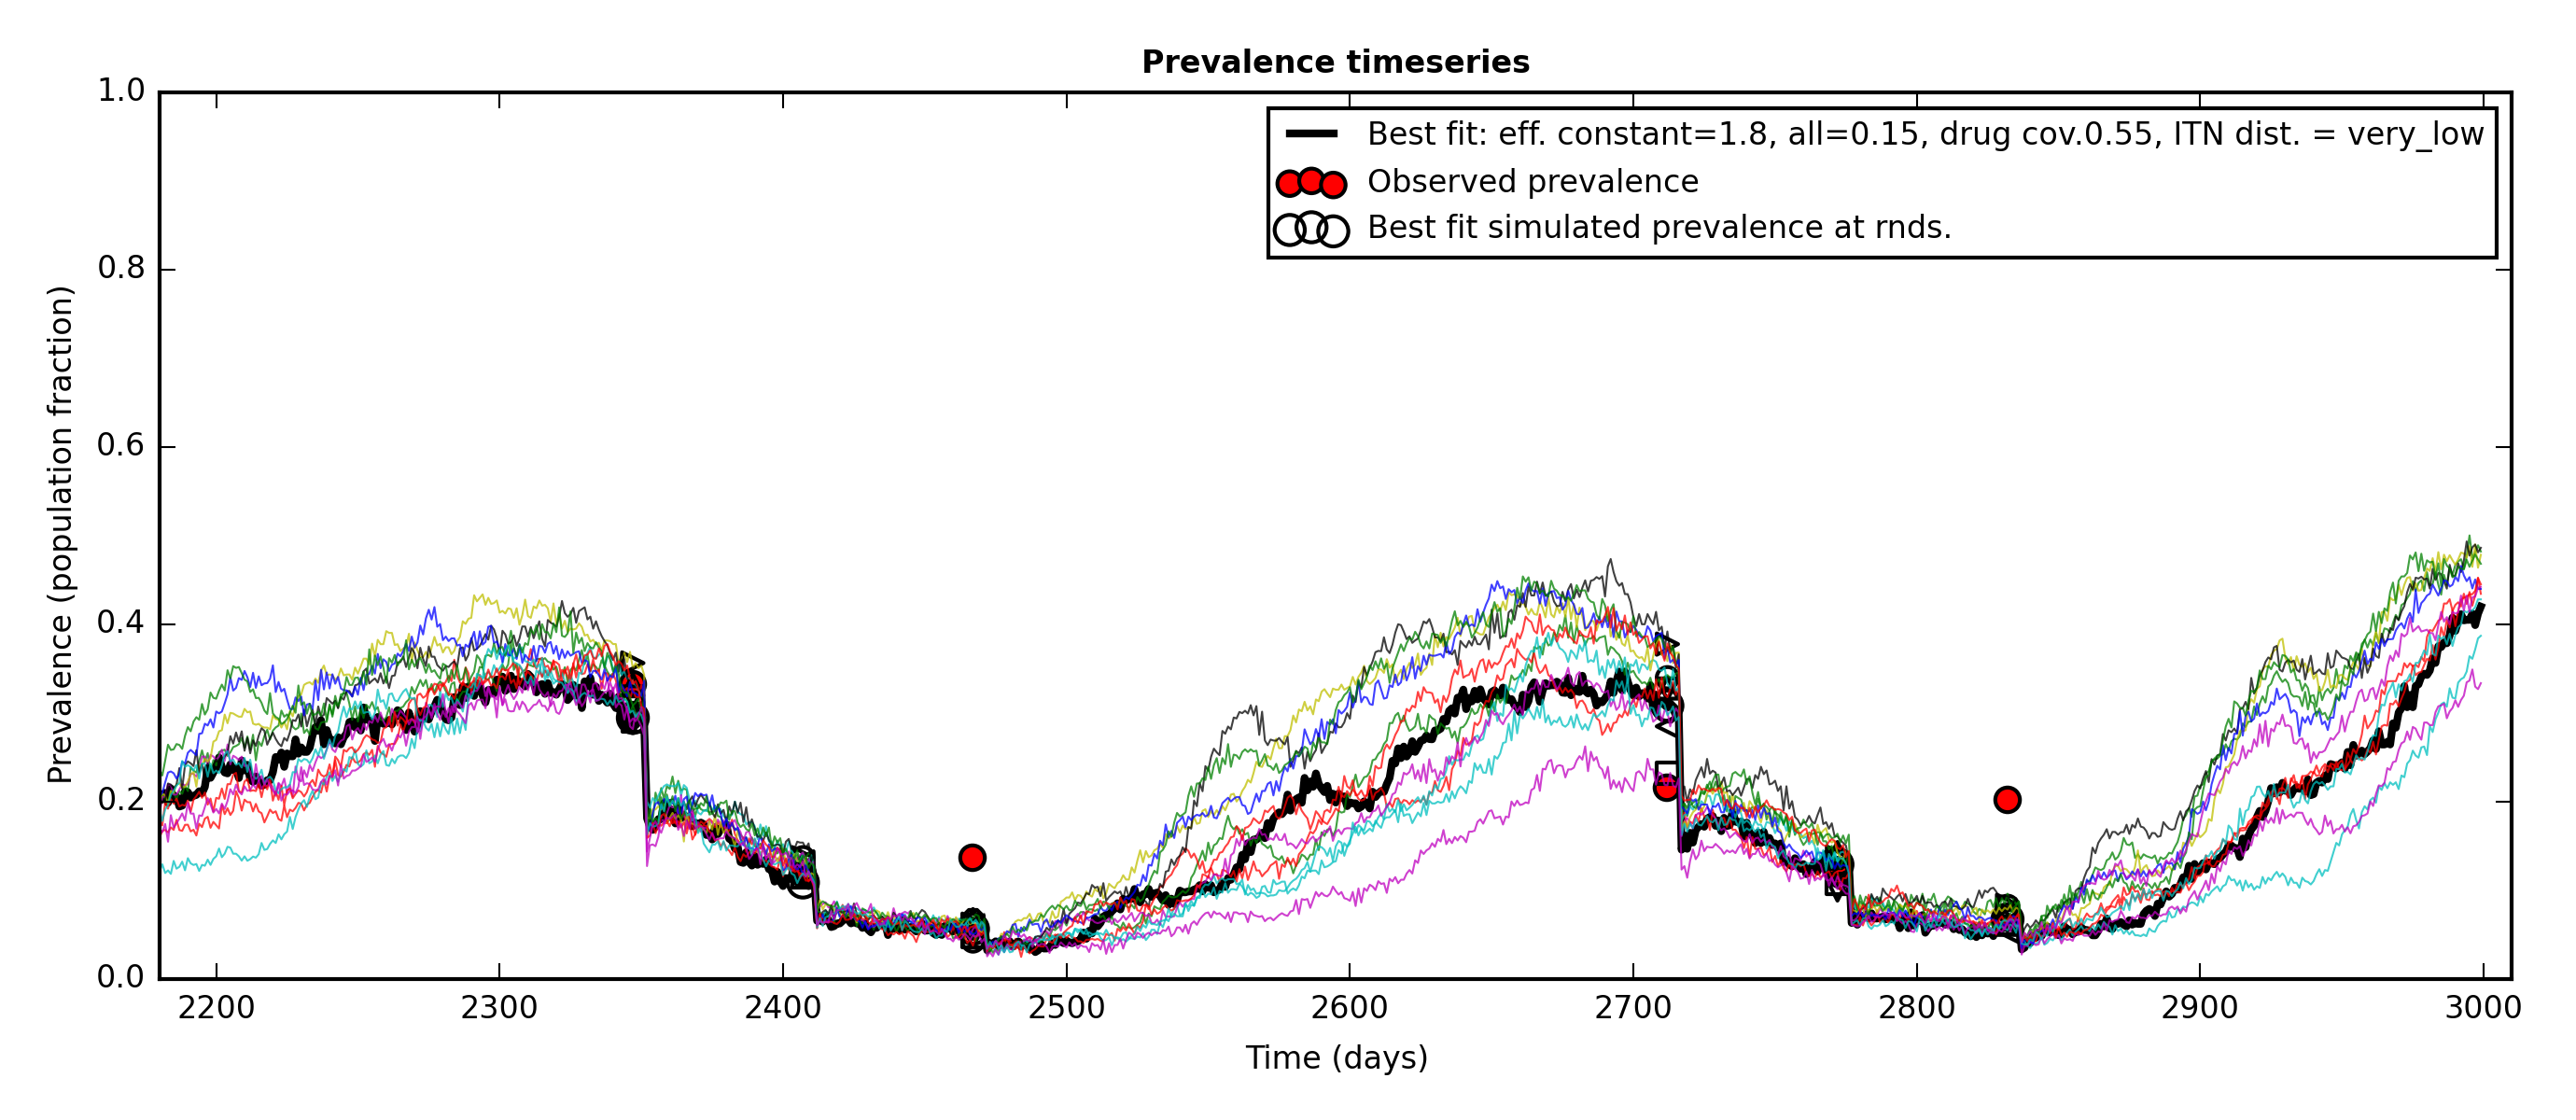 Prevalence timeseries
1.0
0.8
0.6
0.4
0.2
0.0
Prevalence (population fraction)
Best fit: eff. constant=1.8, all=0.15, drug cov.0.55, ITN dist. = very_low
Observed prevalence
Best fit simulated prevalence at rnds.
2200 2300 2400 2500 2600 2700 2800 2900 3000
Time (days)